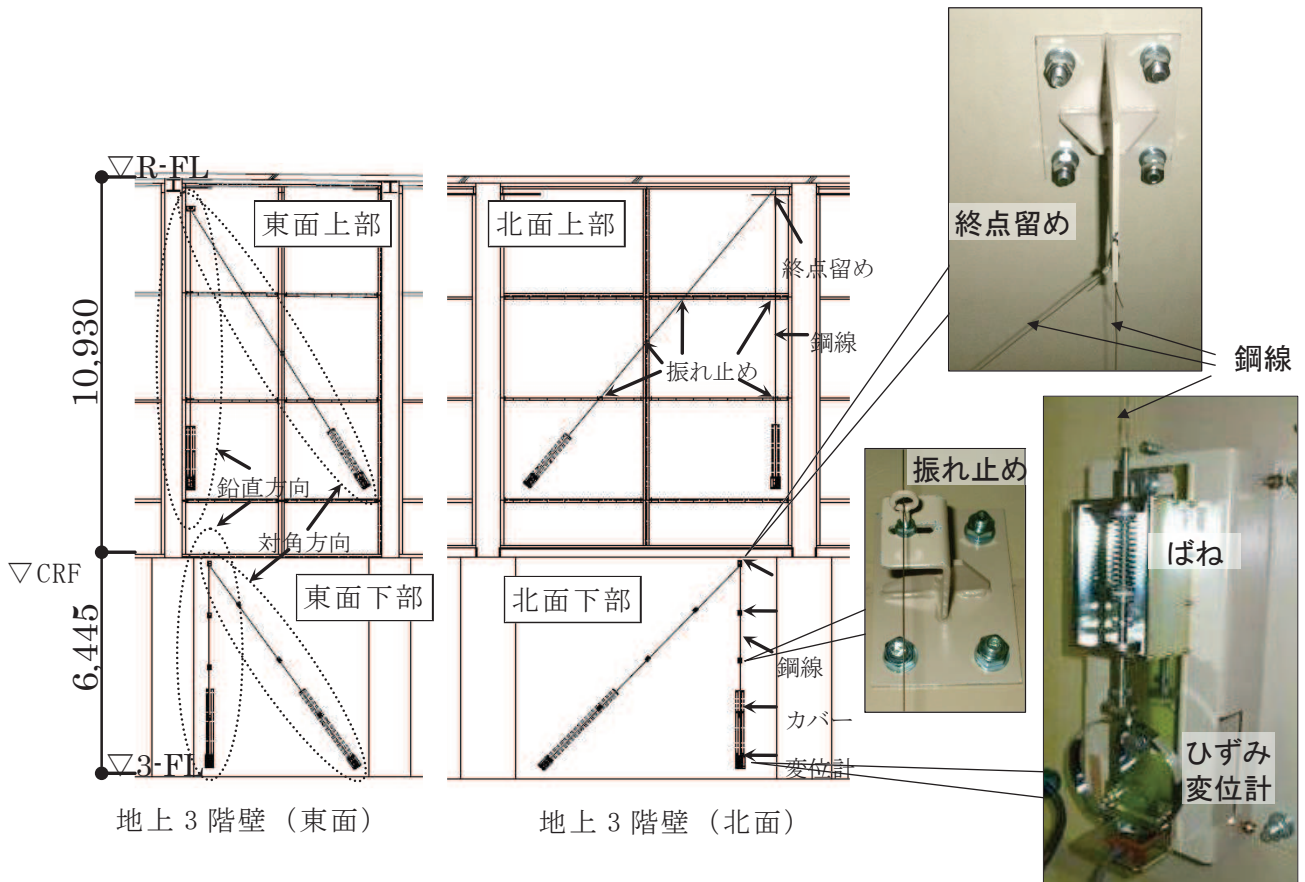 ▽R-FL
東面上部
北面上部
終点留め
終点留め
10,930
鋼線
振れ止め
鋼線
振れ止め
鉛直方向
対角方向
ばね
▽CRF
東面下部
北面下部
6,445
鋼線
カバー
ひずみ
変位計
変位計
▽3-FL
地上3階壁（東面）
地上3階壁（北面）